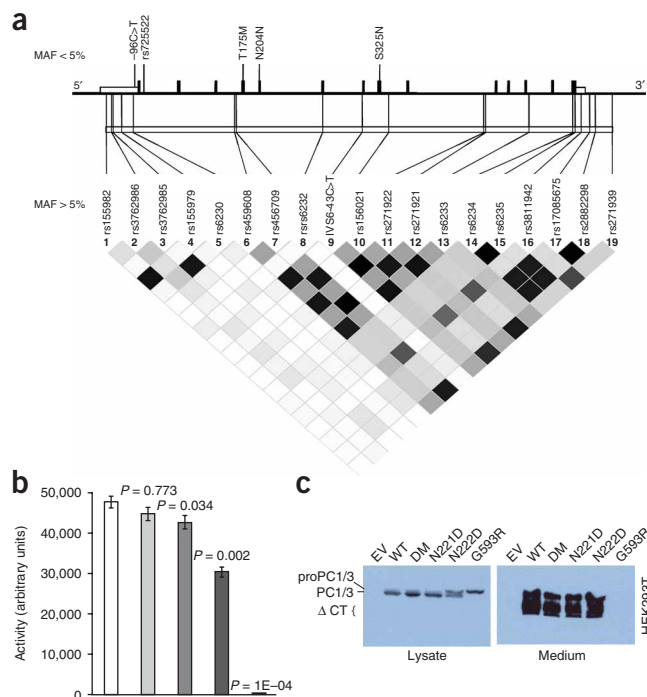 a
MAF < 5%
–96C>T
rs725522
T175M
N204N
S325N
5′
3′
MAF > 5%
rs155982
rs3762986
rs3762985
rs155979
rs6230
rs459608
rs456709
rsrs6232
IVS6-43C>T
rs156021
rs271922
rs271921
rs6233
rs6234
rs6235
rs3811942
rs17085675
rs2882298
rs271939
1 2 3 4 5 6 7 8 9 10 11 12 13 14 15 16 17 18 19
b
Activity (arbitrary units)
50,000
40,000
30,000
20,000
10,000
0
P = 0.773
P = 0.034
P = 0.002
P = 1E–04
c
EV WT DM N221D N222D G593R
EV WT DM N221D N222D G593R
proPC1/3
PC1/3
Δ CT {
Lysate
Medium
HEK293T